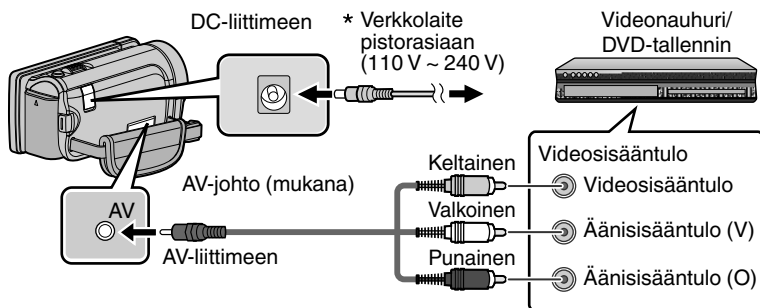 DC-liittimeen
* Verkkolaite
pistorasiaan
(110 V ~ 240 V)
Videonauhuri/
DVD-tallennin
AV
AV-johto (mukana)
AV-liittimeen
Keltainen
Valkoinen
Punainen
Videosisääntulo
Videosisääntulo
Äänisisääntulo (V)
Äänisisääntulo (O)